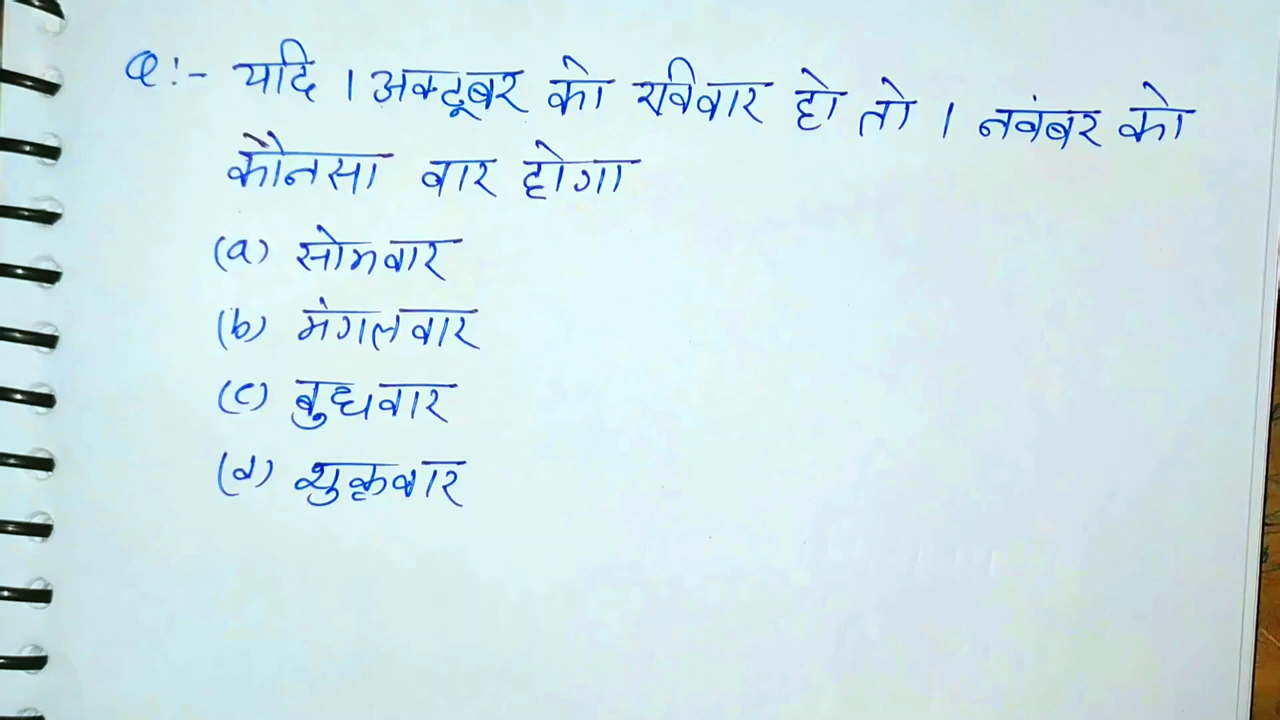 Q:- यदि 1 अक्टूबर को रविवार हो तो 1 नवंबर को
कौनसा वार होगा
(a) सोमवार
(b) मंगलवार
(c) बुधवार
(d) शुक्रवार